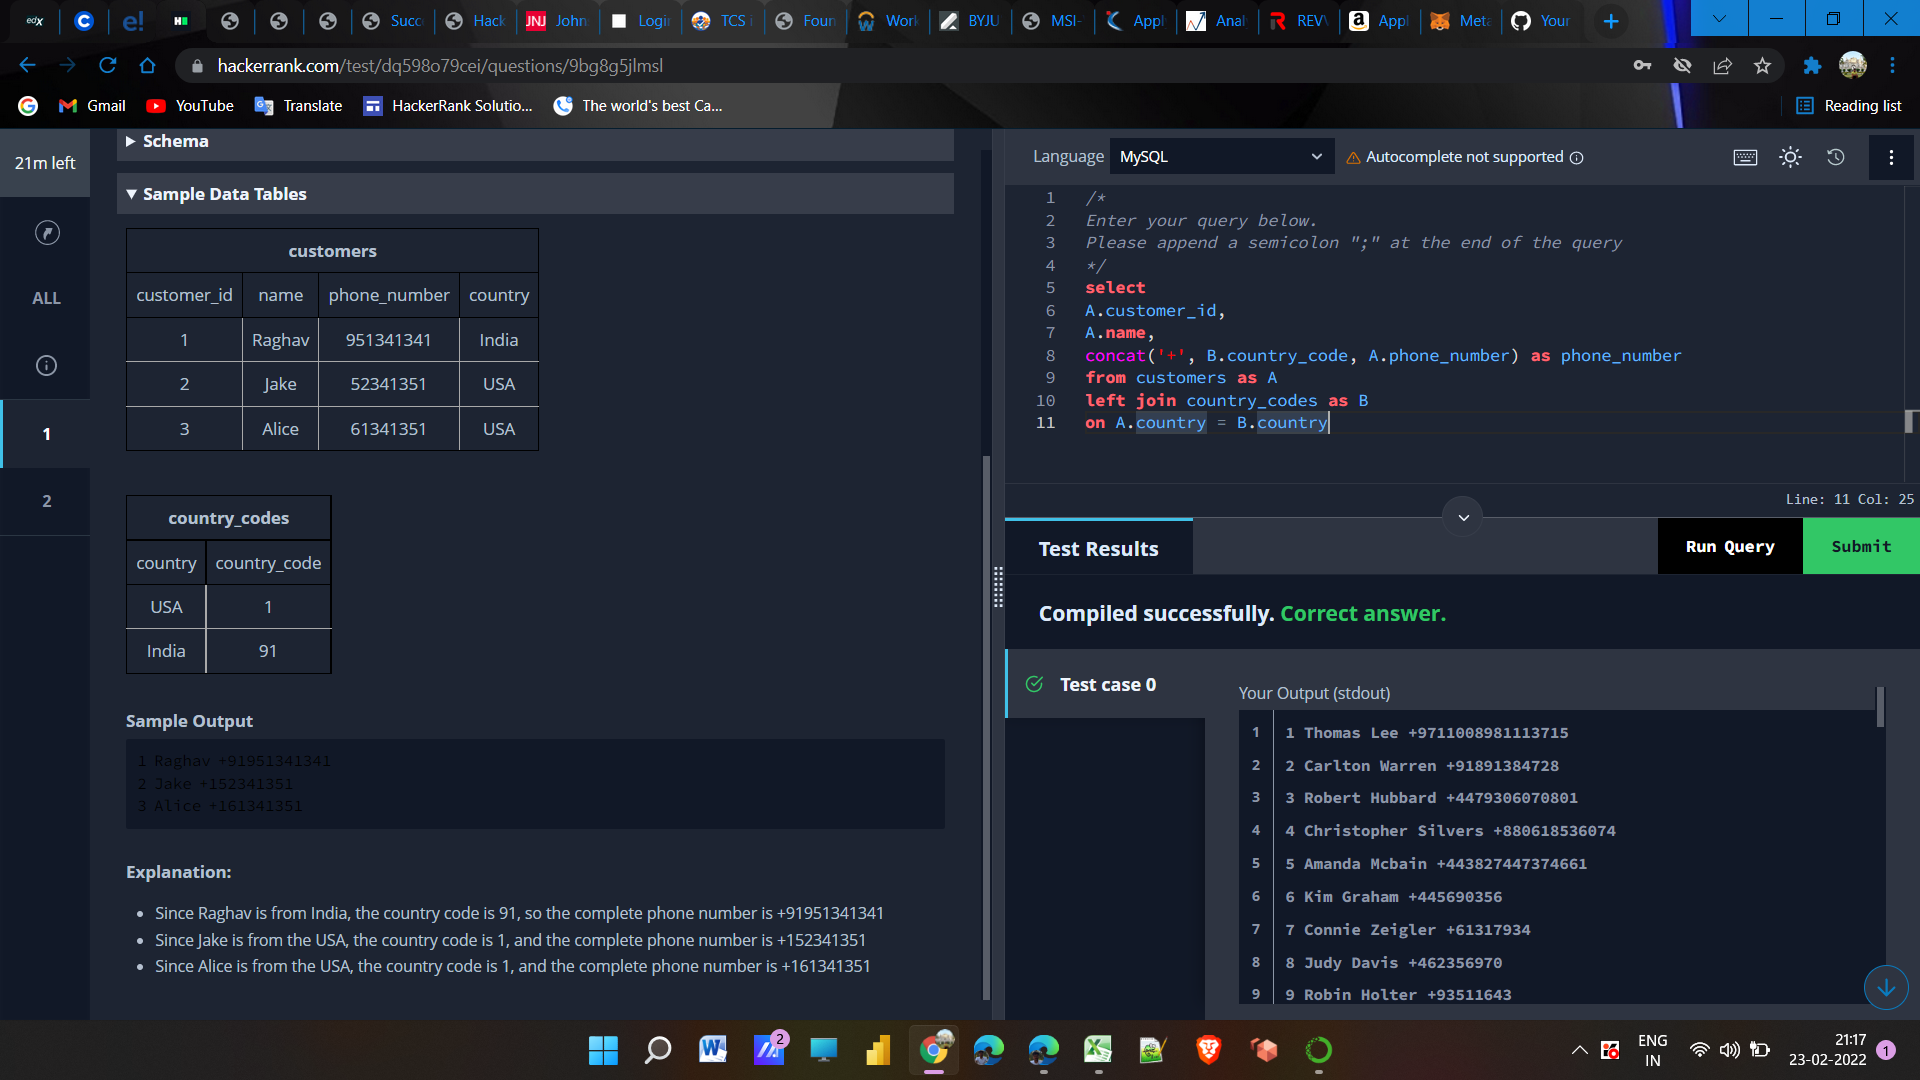 edX
e!
H
Succ
Hack
JNJ
John
Login
TCS i
Foun
Work
BYJU
MSI-
Appl
Anal
REVV
Appl
Meta
Your
hackerrank.com/test/dq598o79cei/questions/9bg8g5jlmsl
Gmail
YouTube
Translate
HackerRank Solutio...
The world's best Ca...
Reading list
21m left
ALL
1
2
Schema
Sample Data Tables
customers
customer_id name phone_number country
1 Raghav 951341341 India
2 Jake 52341351 USA
3 Alice 61341351 USA
country_codes
country country_code
USA 1
India 91
Sample Output
1 Raghav +91951341341
2 Jake +152341351
3 Alice +161341351
Explanation:
• Since Raghav is from India, the country code is 91, so the complete phone number is +91951341341
• Since Jake is from the USA, the country code is 1, and the complete phone number is +152341351
• Since Alice is from the USA, the country code is 1, and the complete phone number is +161341351
Language MySQL Autocomplete not supported
1 /*
2 Enter your query below.
3 Please append a semicolon ";" at the end of the query
4 */
5 select
6 A.customer_id,
7 A.name,
8 concat('+', B.country_code, A.phone_number) as phone_number
9 from customers as A
10 left join country_codes as B
11 on A.country = B.country
Line: 11 Col: 25
Test Results
Run Query
Submit
Compiled successfully. Correct answer.
Test case 0
Your Output (stdout)
1 1 Thomas Lee +9711008981113715
2 2 Carlton Warren +91891384728
3 3 Robert Hubbard +4479306070801
4 4 Christopher Silvers +880618536074
5 5 Amanda Mcbain +443827447374661
6 6 Kim Graham +445690356
7 7 Connie Zeigler +61317934
8 8 Judy Davis +462356970
9 9 Robin Holter +93511643
2
ENG
IN
21:17
23-02-2022
1